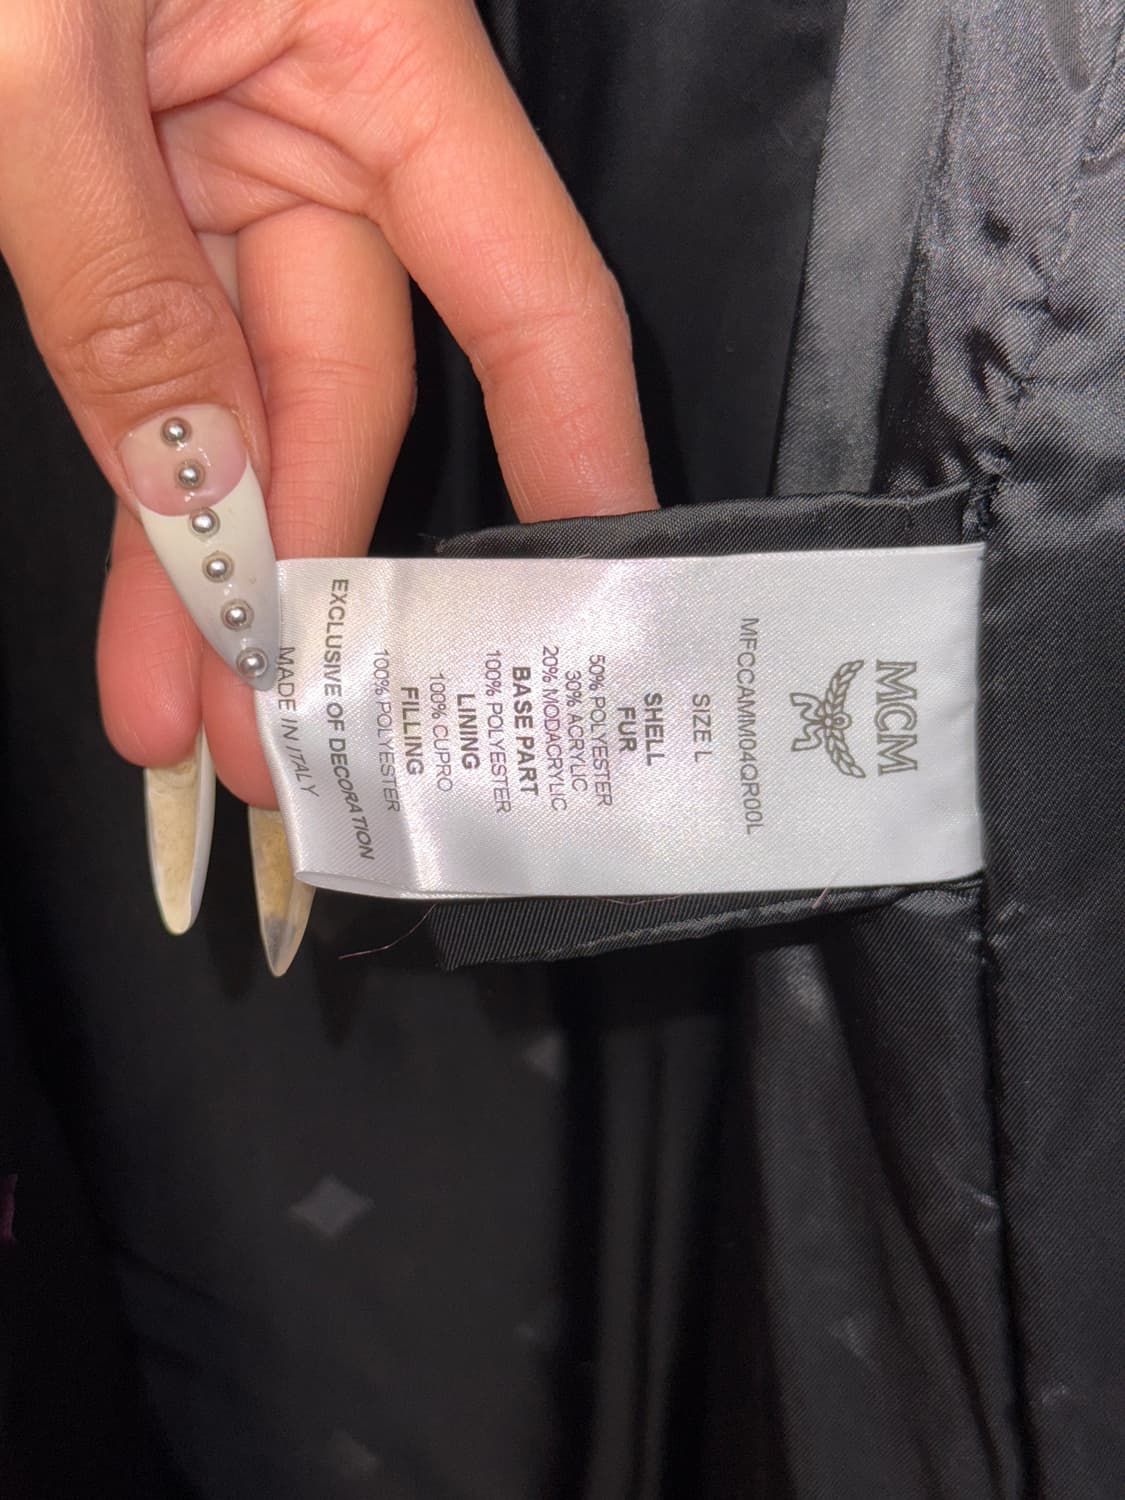 MCM
M
MFCCAMM04QR00L
SIZE L
SHELL
FUR
50% POLYESTER
30% ACRYLIC
20% MODACRYLIC
BASE PART
100% POLYESTER
LINING
100% CUPRO
FILLING
100% POLYESTER
EXCLUSIVE OF DECORATION
MADE IN ITALY